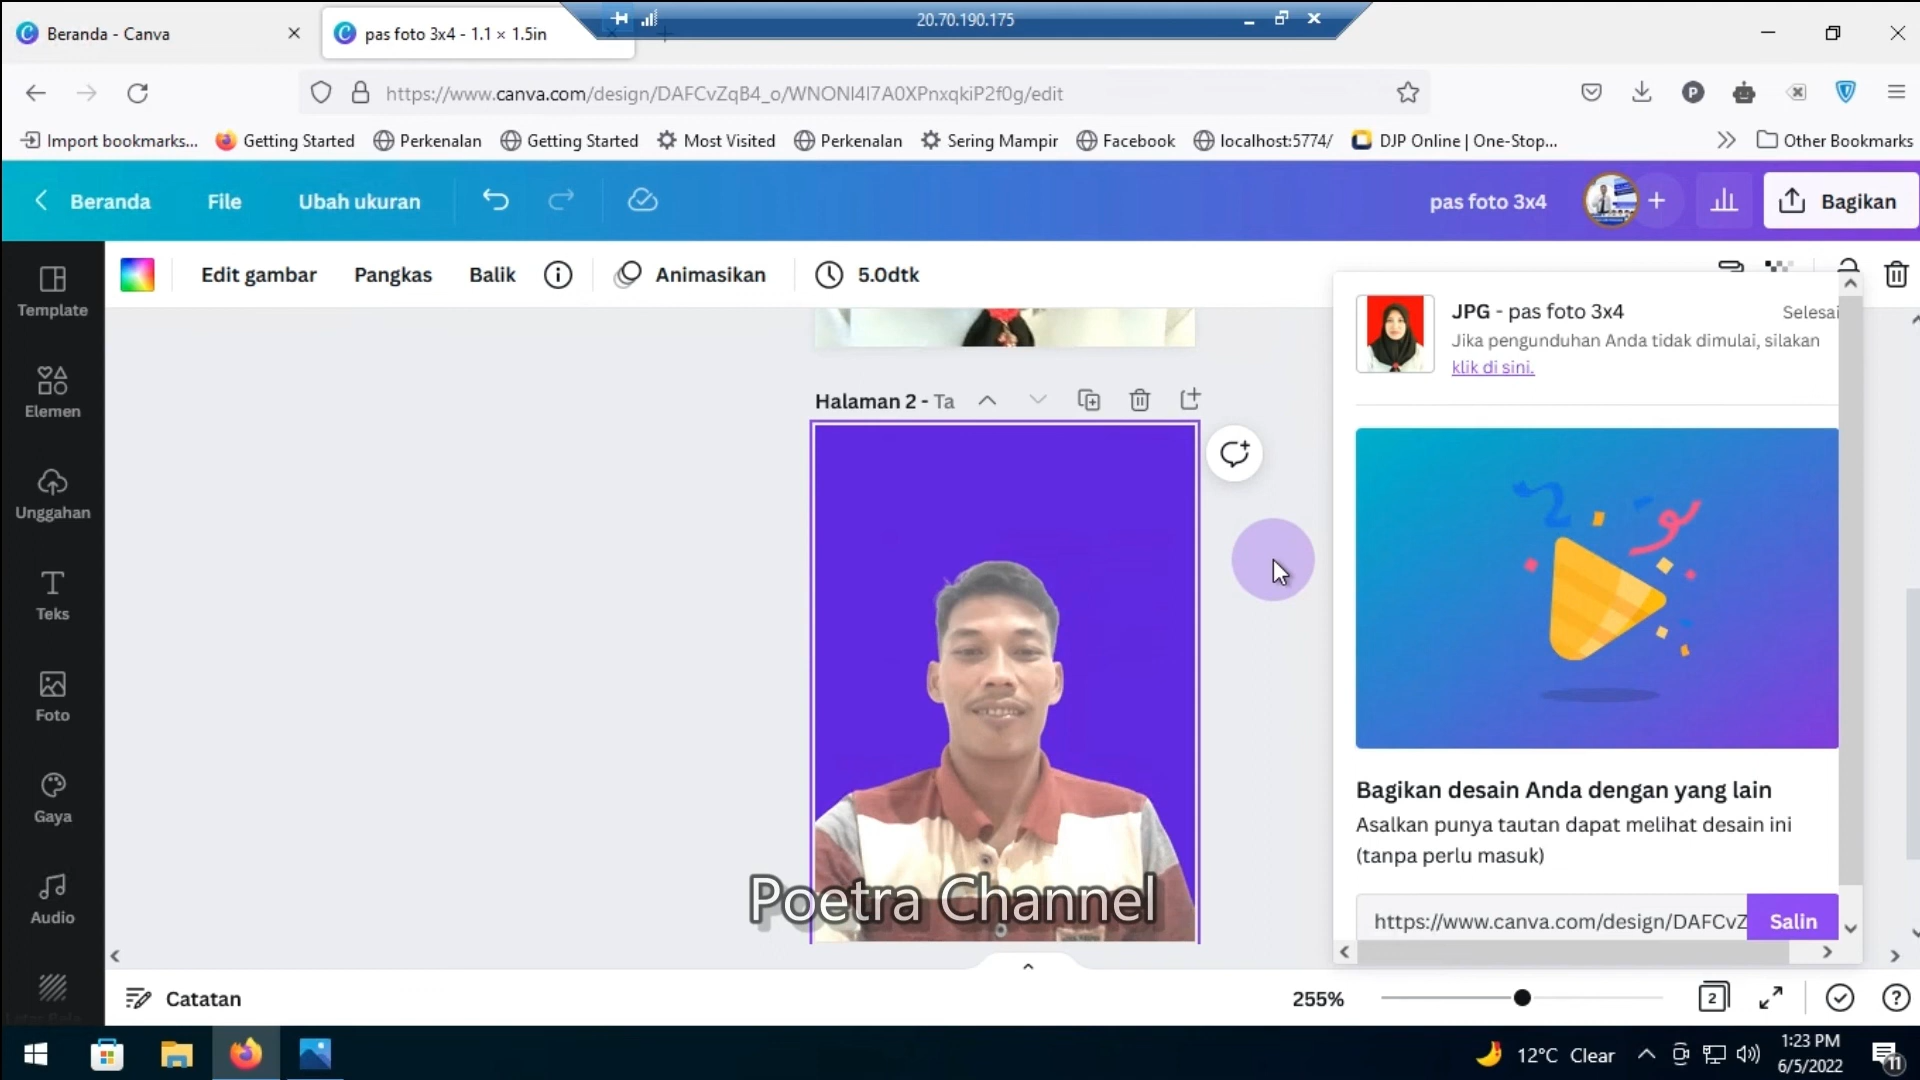 20.70.190.175
Beranda - Canva
pas foto 3x4 - 1.1 × 1.5in
https://www.canva.com/design/DAFCvZqB4_o/WNONI4I7A0XPnxqkiP2f0g/edit
Import bookmarks...
Getting Started
Perkenalan
Getting Started
Most Visited
Perkenalan
Sering Mampir
Facebook
localhost:5774/
DJP Online | One-Stop...
Other Bookmarks
Beranda
File
Ubah ukuran
pas foto 3x4
Bagikan
Edit gambar
Pangkas
Balik
Animasikan
5.0dtk
Template
Elemen
Unggahan
Teks
Foto
Gaya
Audio
Halaman 2 - Ta
JPG - pas foto 3x4
Selesai
Jika pengunduhan Anda tidak dimulai, silakan
klik di sini.
Bagikan desain Anda dengan yang lain
Asalkan punya tautan dapat melihat desain ini
(tanpa perlu masuk)
https://www.canva.com/design/DAFCvZ
Salin
Poetra Channel
Catatan
255%
2
12°C Clear
1:23 PM
6/5/2022
11